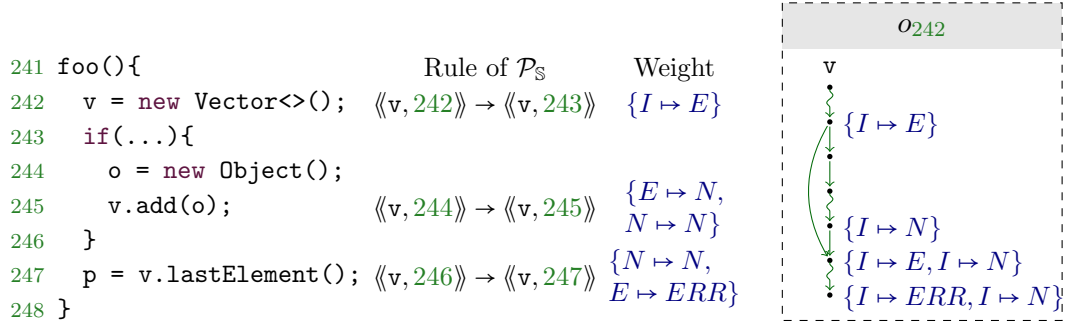 o242
241 foo(){ Rule of 𝒫𝕊 Weight v
242 v = new Vector<>(); ⟪v, 242⟫ → ⟪v, 243⟫ {I ↦ E} {I ↦ E}
243 if(...){
244 o = new Object();
245 v.add(o); ⟪v, 244⟫ → ⟪v, 245⟫ {E ↦ N, N ↦ N} {I ↦ N}
246 }
247 p = v.lastElement(); ⟪v, 246⟫ → ⟪v, 247⟫ {N ↦ N, E ↦ ERR} {I ↦ E, I ↦ N}
248 } {I ↦ ERR, I ↦ N}